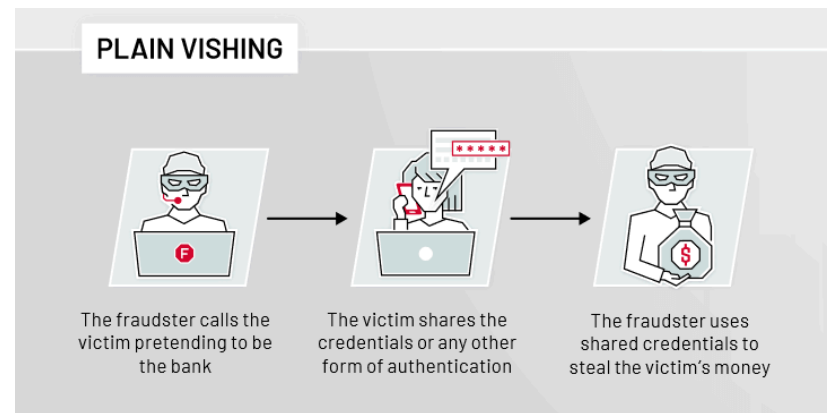 PLAIN VISHING
*****
F
$
The fraudster calls the
victim pretending to be
the bank
The victim shares the
credentials or any other
form of authentication
The fraudster uses
shared credentials to
steal the victim's money